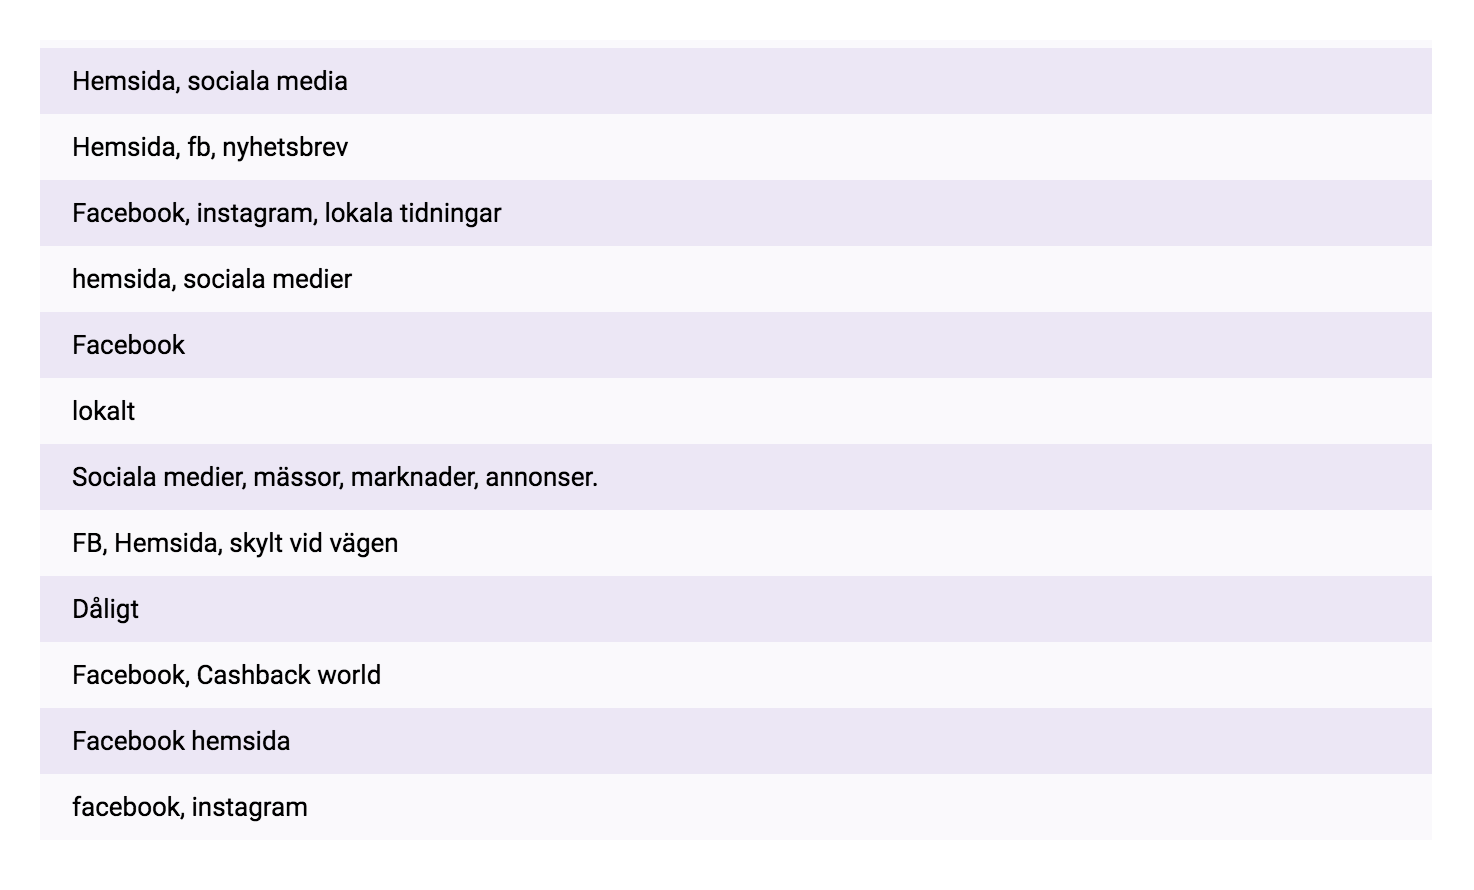 Hemsida, sociala media
Hemsida, fb, nyhetsbrev
Facebook, instagram, lokala tidningar
hemsida, sociala medier
Facebook
lokalt
Sociala medier, mässor, marknader, annonser.
FB, Hemsida, skylt vid vägen
Dåligt
Facebook, Cashback world
Facebook hemsida
facebook, instagram